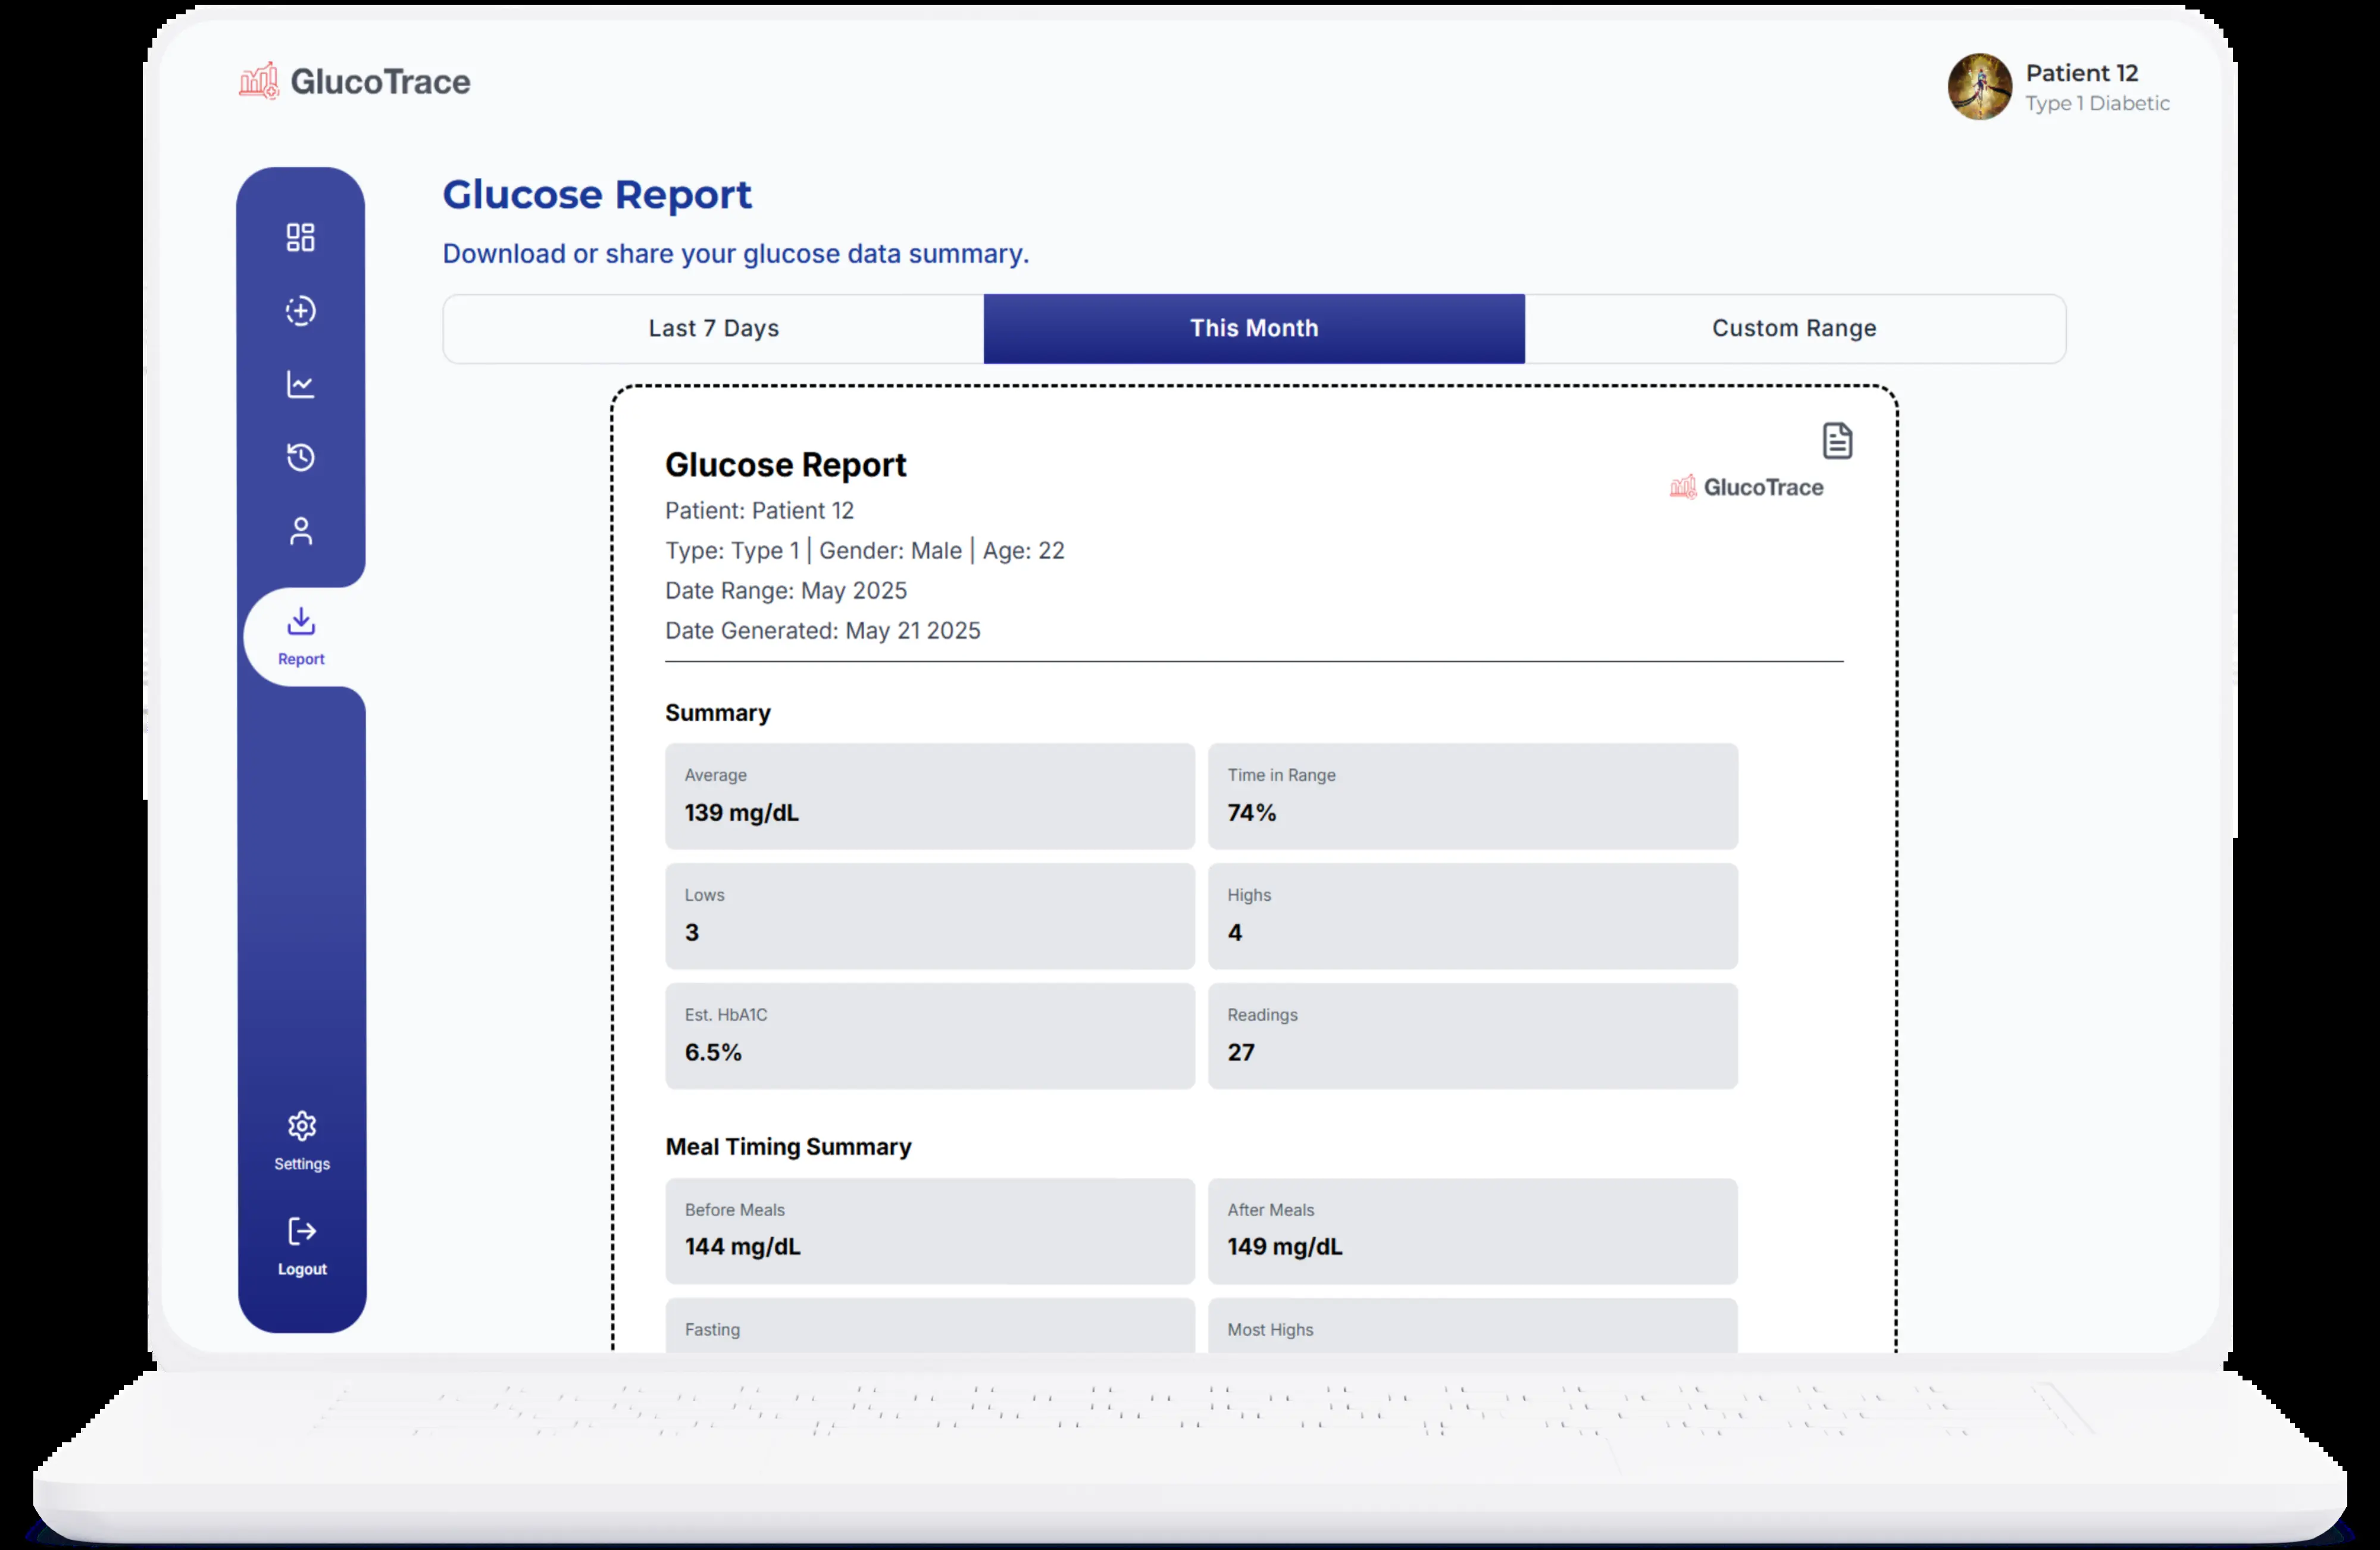 GlucoTrace
Patient 12
Type 1 Diabetic
Glucose Report
Download or share your glucose data summary.
Last 7 Days
This Month
Custom Range
Glucose Report
GlucoTrace
Patient: Patient 12
Type: Type 1 | Gender: Male | Age: 22
Date Range: May 2025
Date Generated: May 21 2025
Report
Summary
Average
139 mg/dL
Time in Range
74%
Lows
3
Highs
4
Est. HbA1C
6.5%
Readings
27
Meal Timing Summary
Before Meals
144 mg/dL
After Meals
149 mg/dL
Fasting
Most Highs
Settings
Logout